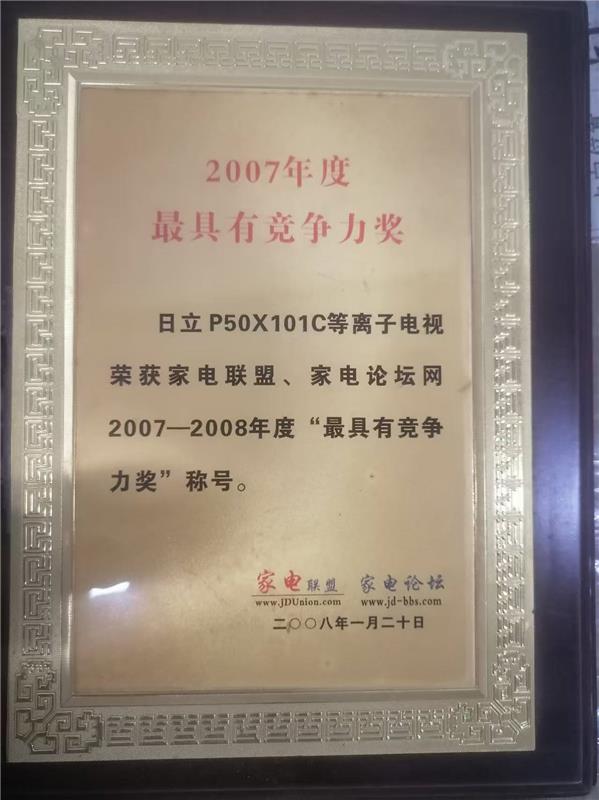 2007年度
最具有竞争力奖
日立P50X101C等离子电视
荣获家电联盟、家电论坛网
2007—2008年度“最具有竞争
力奖”称号。
家电联盟 家电论坛
www.JDUnion.com www.jd-bbs.com
二〇〇八年一月二十日